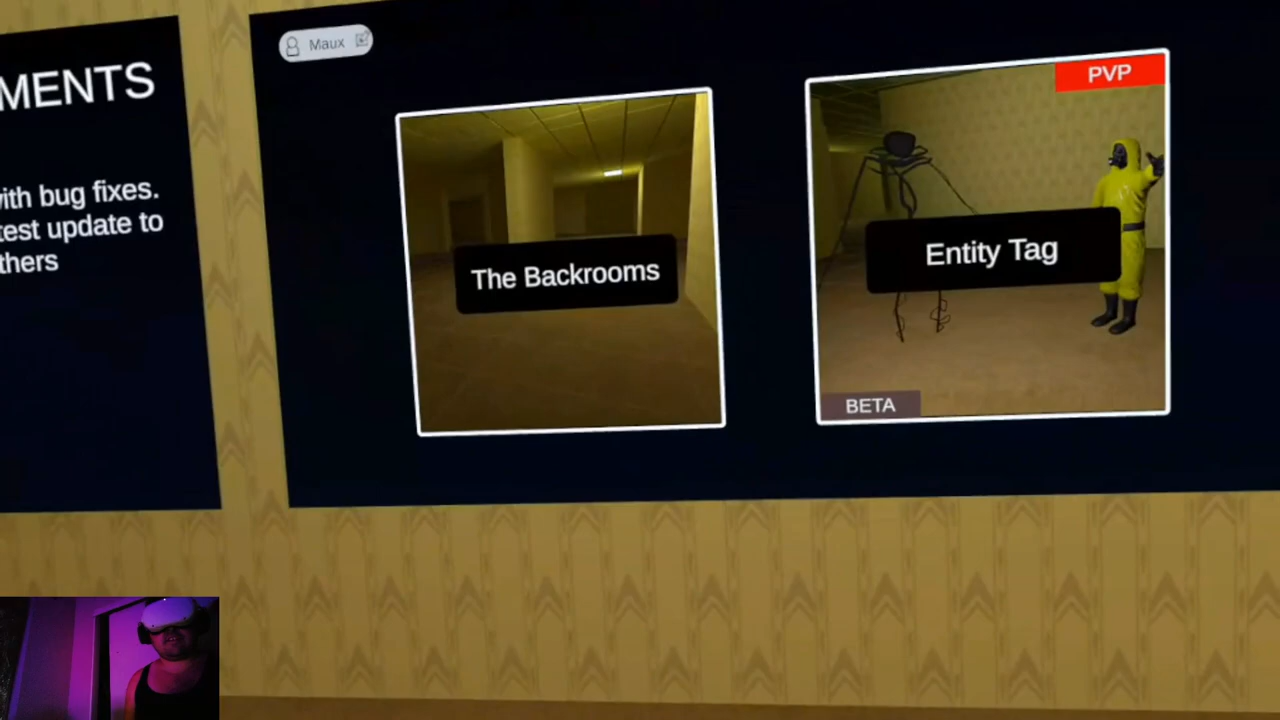 MENTS
with bug fixes.
test update to
thers
Maux
The Backrooms
PVP
Entity Tag
BETA